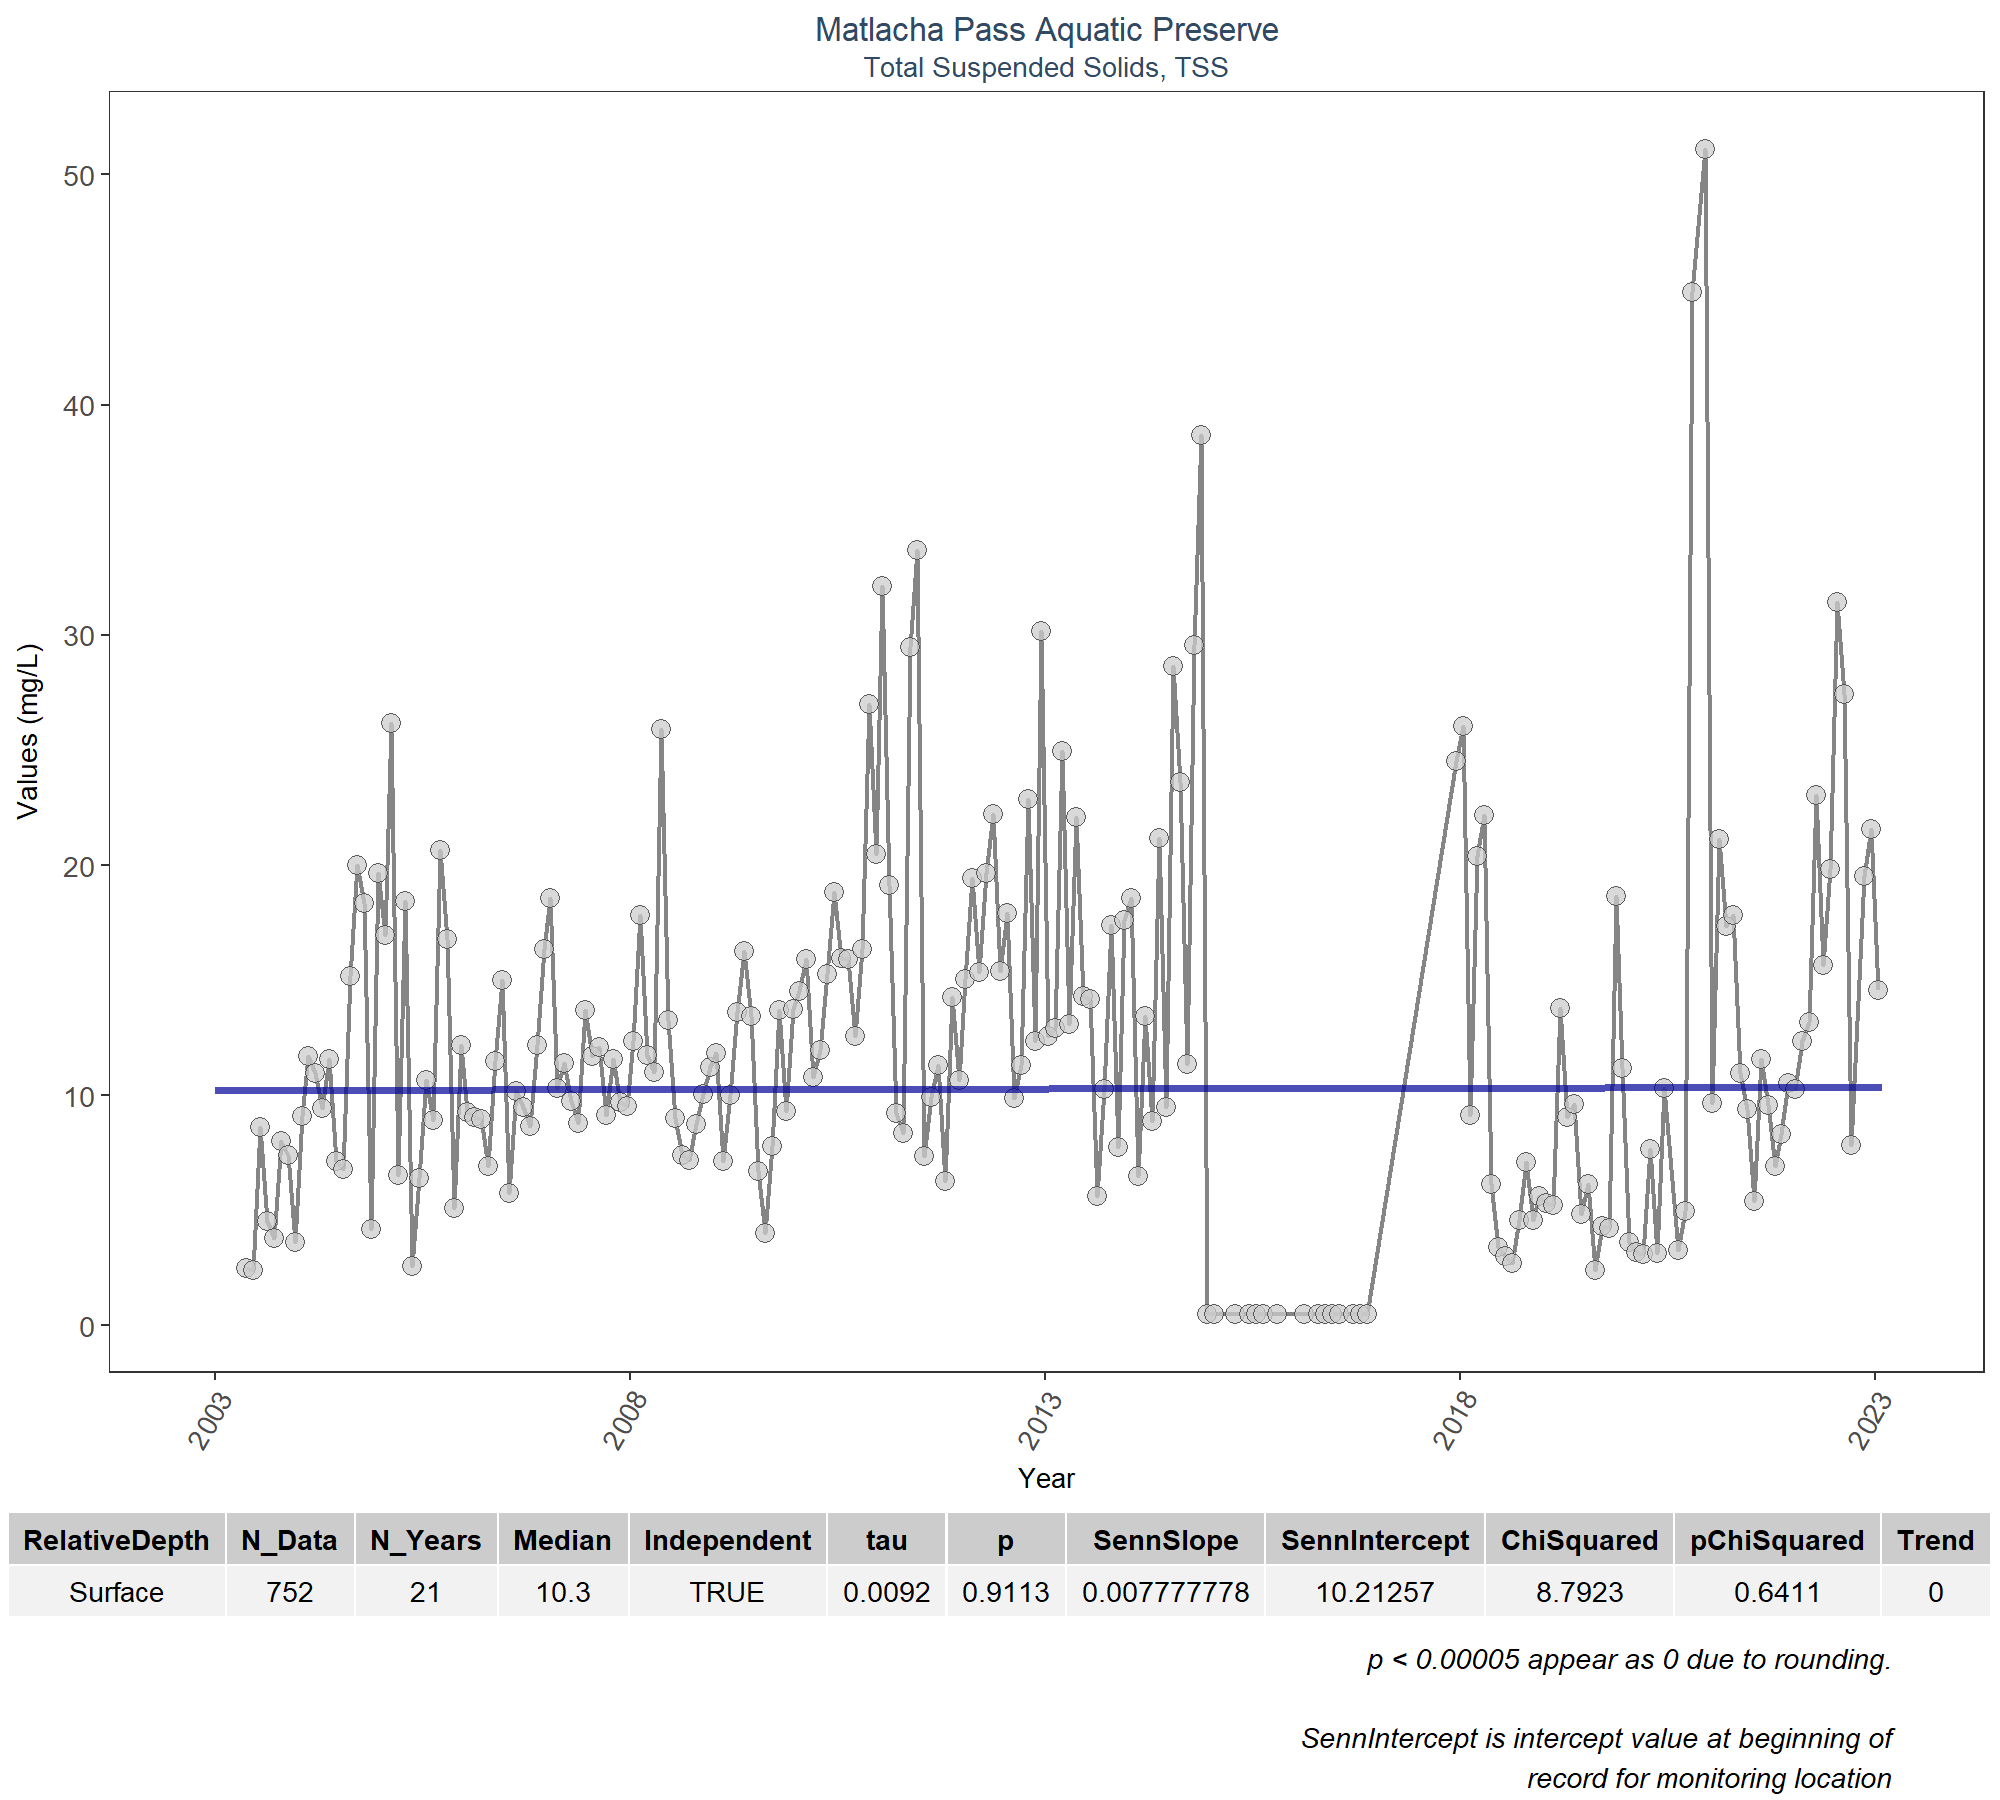 Matlacha Pass Aquatic Preserve
Total Suspended Solids, TSS
Values (mg/L)
50
40
30
20
10
0
2003 2008 2013 2018 2023
Year
RelativeDepth N_Data N_Years Median Independent tau p SennSlope SennIntercept ChiSquared pChiSquared Trend
Surface 752 21 10.3 TRUE 0.0092 0.9113 0.007777778 10.21257 8.7923 0.6411 0
p < 0.00005 appear as 0 due to rounding.
SennIntercept is intercept value at beginning of
record for monitoring location